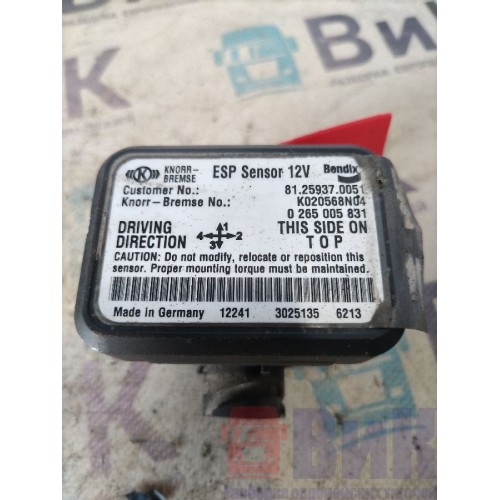 ВиК
KNORR-BREMSE ESP Sensor 12V Bendix
Customer No.: 81.25937.0051
Knorr-Bremse No.: K020568N04
0 265 005 831
DRIVING DIRECTION 4 1 2 3 THIS SIDE ON TOP
CAUTION: Do not modify, relocate or reposition this
sensor. Proper mounting torque must be maintained.
Made in Germany 12241 3025135 6213
ВИК